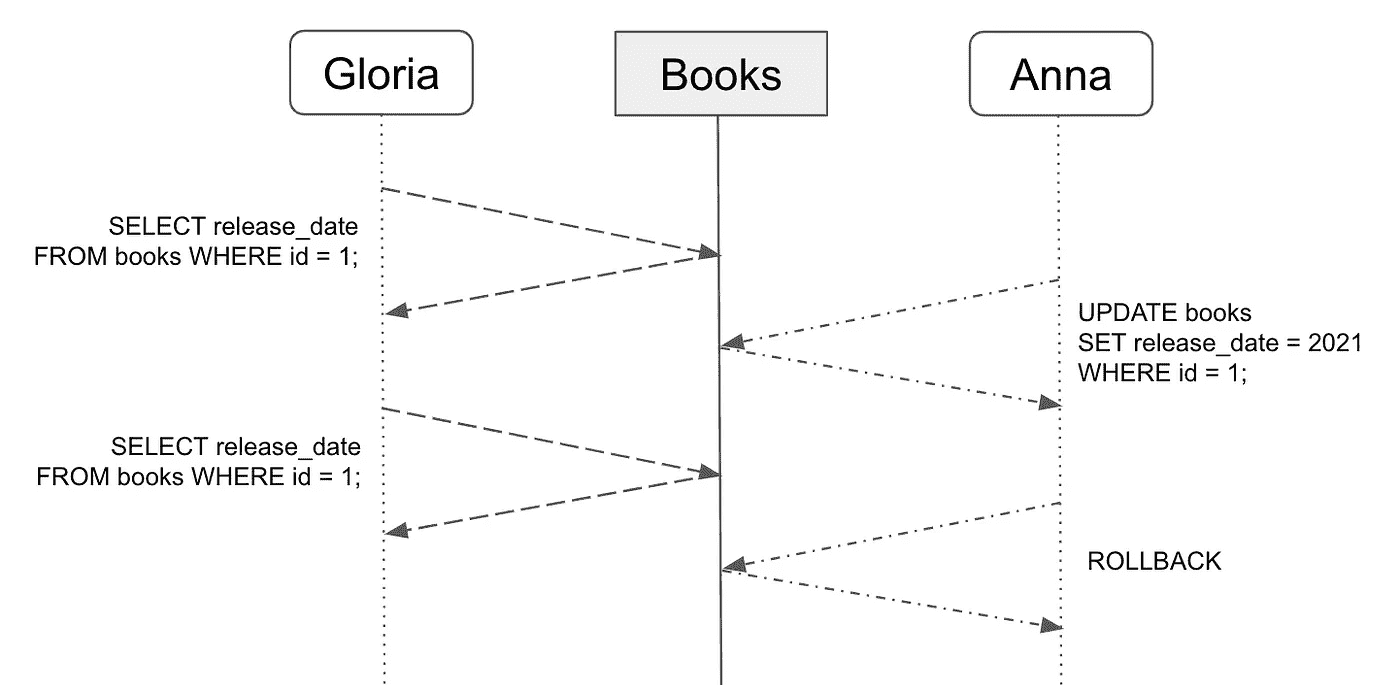 Gloria
Books
Anna
SELECT release_date
FROM books WHERE id = 1;
UPDATE books
SET release_date = 2021
WHERE id = 1;
SELECT release_date
FROM books WHERE id = 1;
ROLLBACK